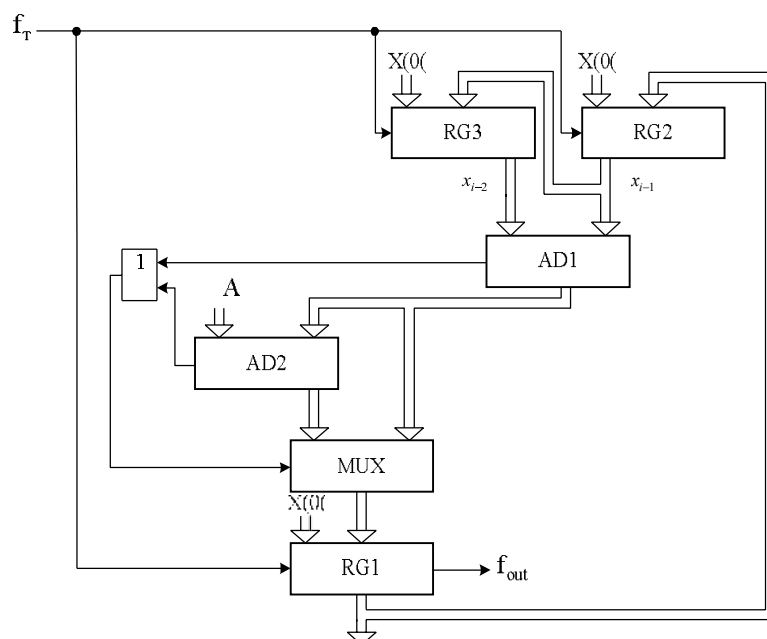 fт
X(0(
X(0(
RG3
RG2
xi−2
xi−1
1
AD1
A
AD2
MUX
X(0(
RG1
fout